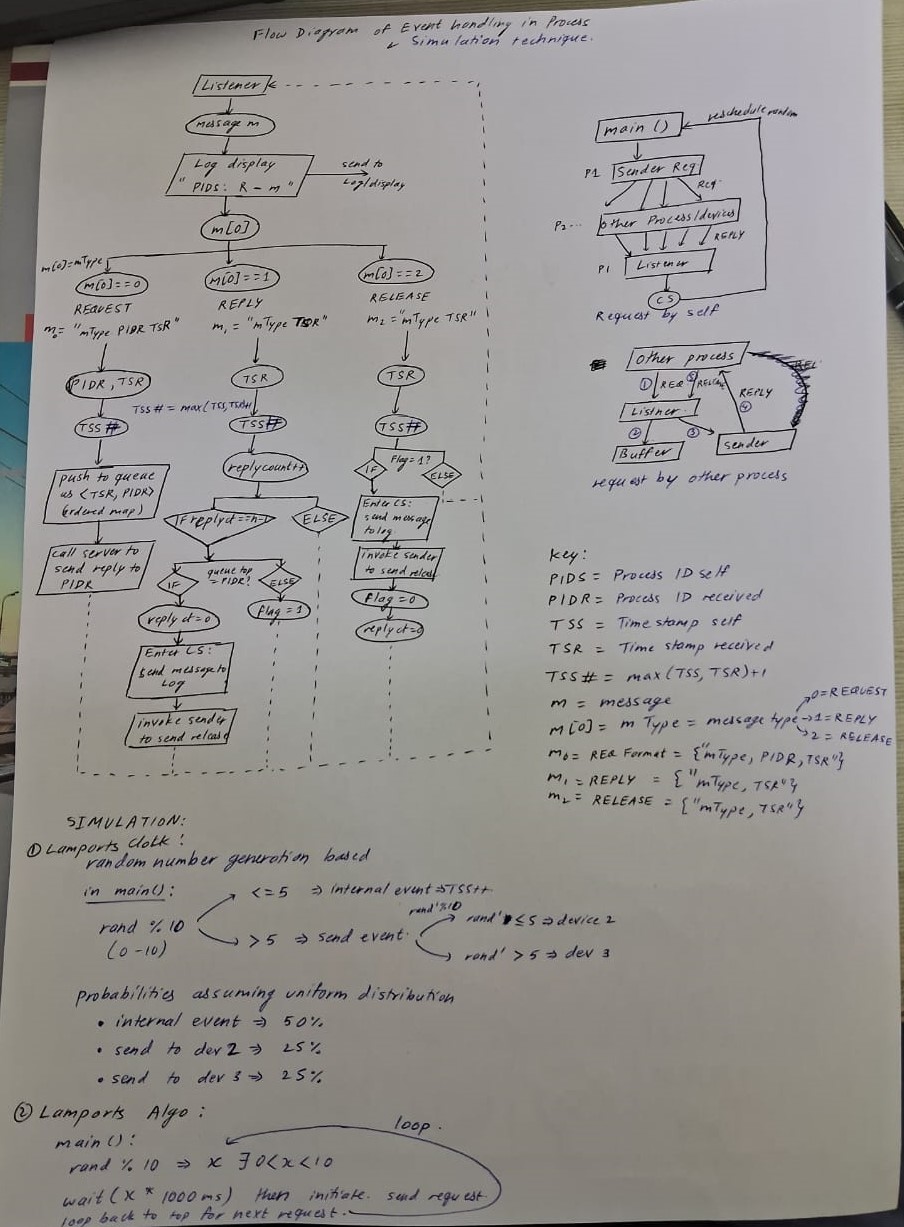 Flow Diagram of Event handling in Process
& Simulation technique.
Listener
message m
Log display
"PIDS: R - m"
send to
Log/display
m[0]
m[0]=mType
m[0]==0
REQUEST
m₀= "mType PIDR TSR"
PIDR, TSR
TSS#
push to queue
as <TSR, PIDR>
(ordered map)
call server to
send reply to
PIDR
m[0]==1
REPLY
m₁ = "mType TSR"
TSR
TSS# = max(TSS,
TSS#
replycount++
If replyct==n-1
ELSE
IF
queue top
= PIDR?
ELSE
flag = 1
reply ct=0
Enter CS:
send message to
Log
invoke sender
to send release
m[0]==2
RELEASE
m₂ = "mType TSR"
TSR
TSS#
IF
Flag=1?
ELSE
Enter CS:
send message
to log
invoke sender
to send release
flag=0
reply ct=0
main ()
reschedule random
P1
Sender Req
REQ
P2...
other Process/devices
REPLY
P1
Listener
CS
Request by self
other process
① REQ
⑤ RELEASE
REPLY
④
REL
Listner
②
③
Buffer
sender
request by other process
Key:
PIDS = Process ID self
PIDR = Process ID received
TSS = Time stamp self
TSR = Time stamp received
TSS# = max(TSS, TSR)+1
m = message
m[0] = m Type = message type → 0=REQUEST
→ 1=REPLY
→ 2 = RELEASE
m₀ = REQ Format = {"mType, PIDR, TSR"}
m₁ = REPLY = {"mType, TSR"}
m₂ = RELEASE = {"mType, TSR"}
SIMULATION:
① Lamports Clolk:
random number generation based
in main():
rand % 10
(0-10)
<=5 ⇒ internal event ⇒TSS++
>5 ⇒ send event.
rand'%10
rand' ≤5 ⇒ device 2
rand' >5 ⇒ dev 3
probabilities assuming uniform distribution
• internal event ⇒ 50%
• send to dev 2 ⇒ 25%
• send to dev 3 ⇒ 25%
② Lamports Algo:
loop.
main():
rand % 10 ⇒ x ∃ 0<x<10
wait (x * 1000 ms) then initiate send request.
loop back to top for next request.